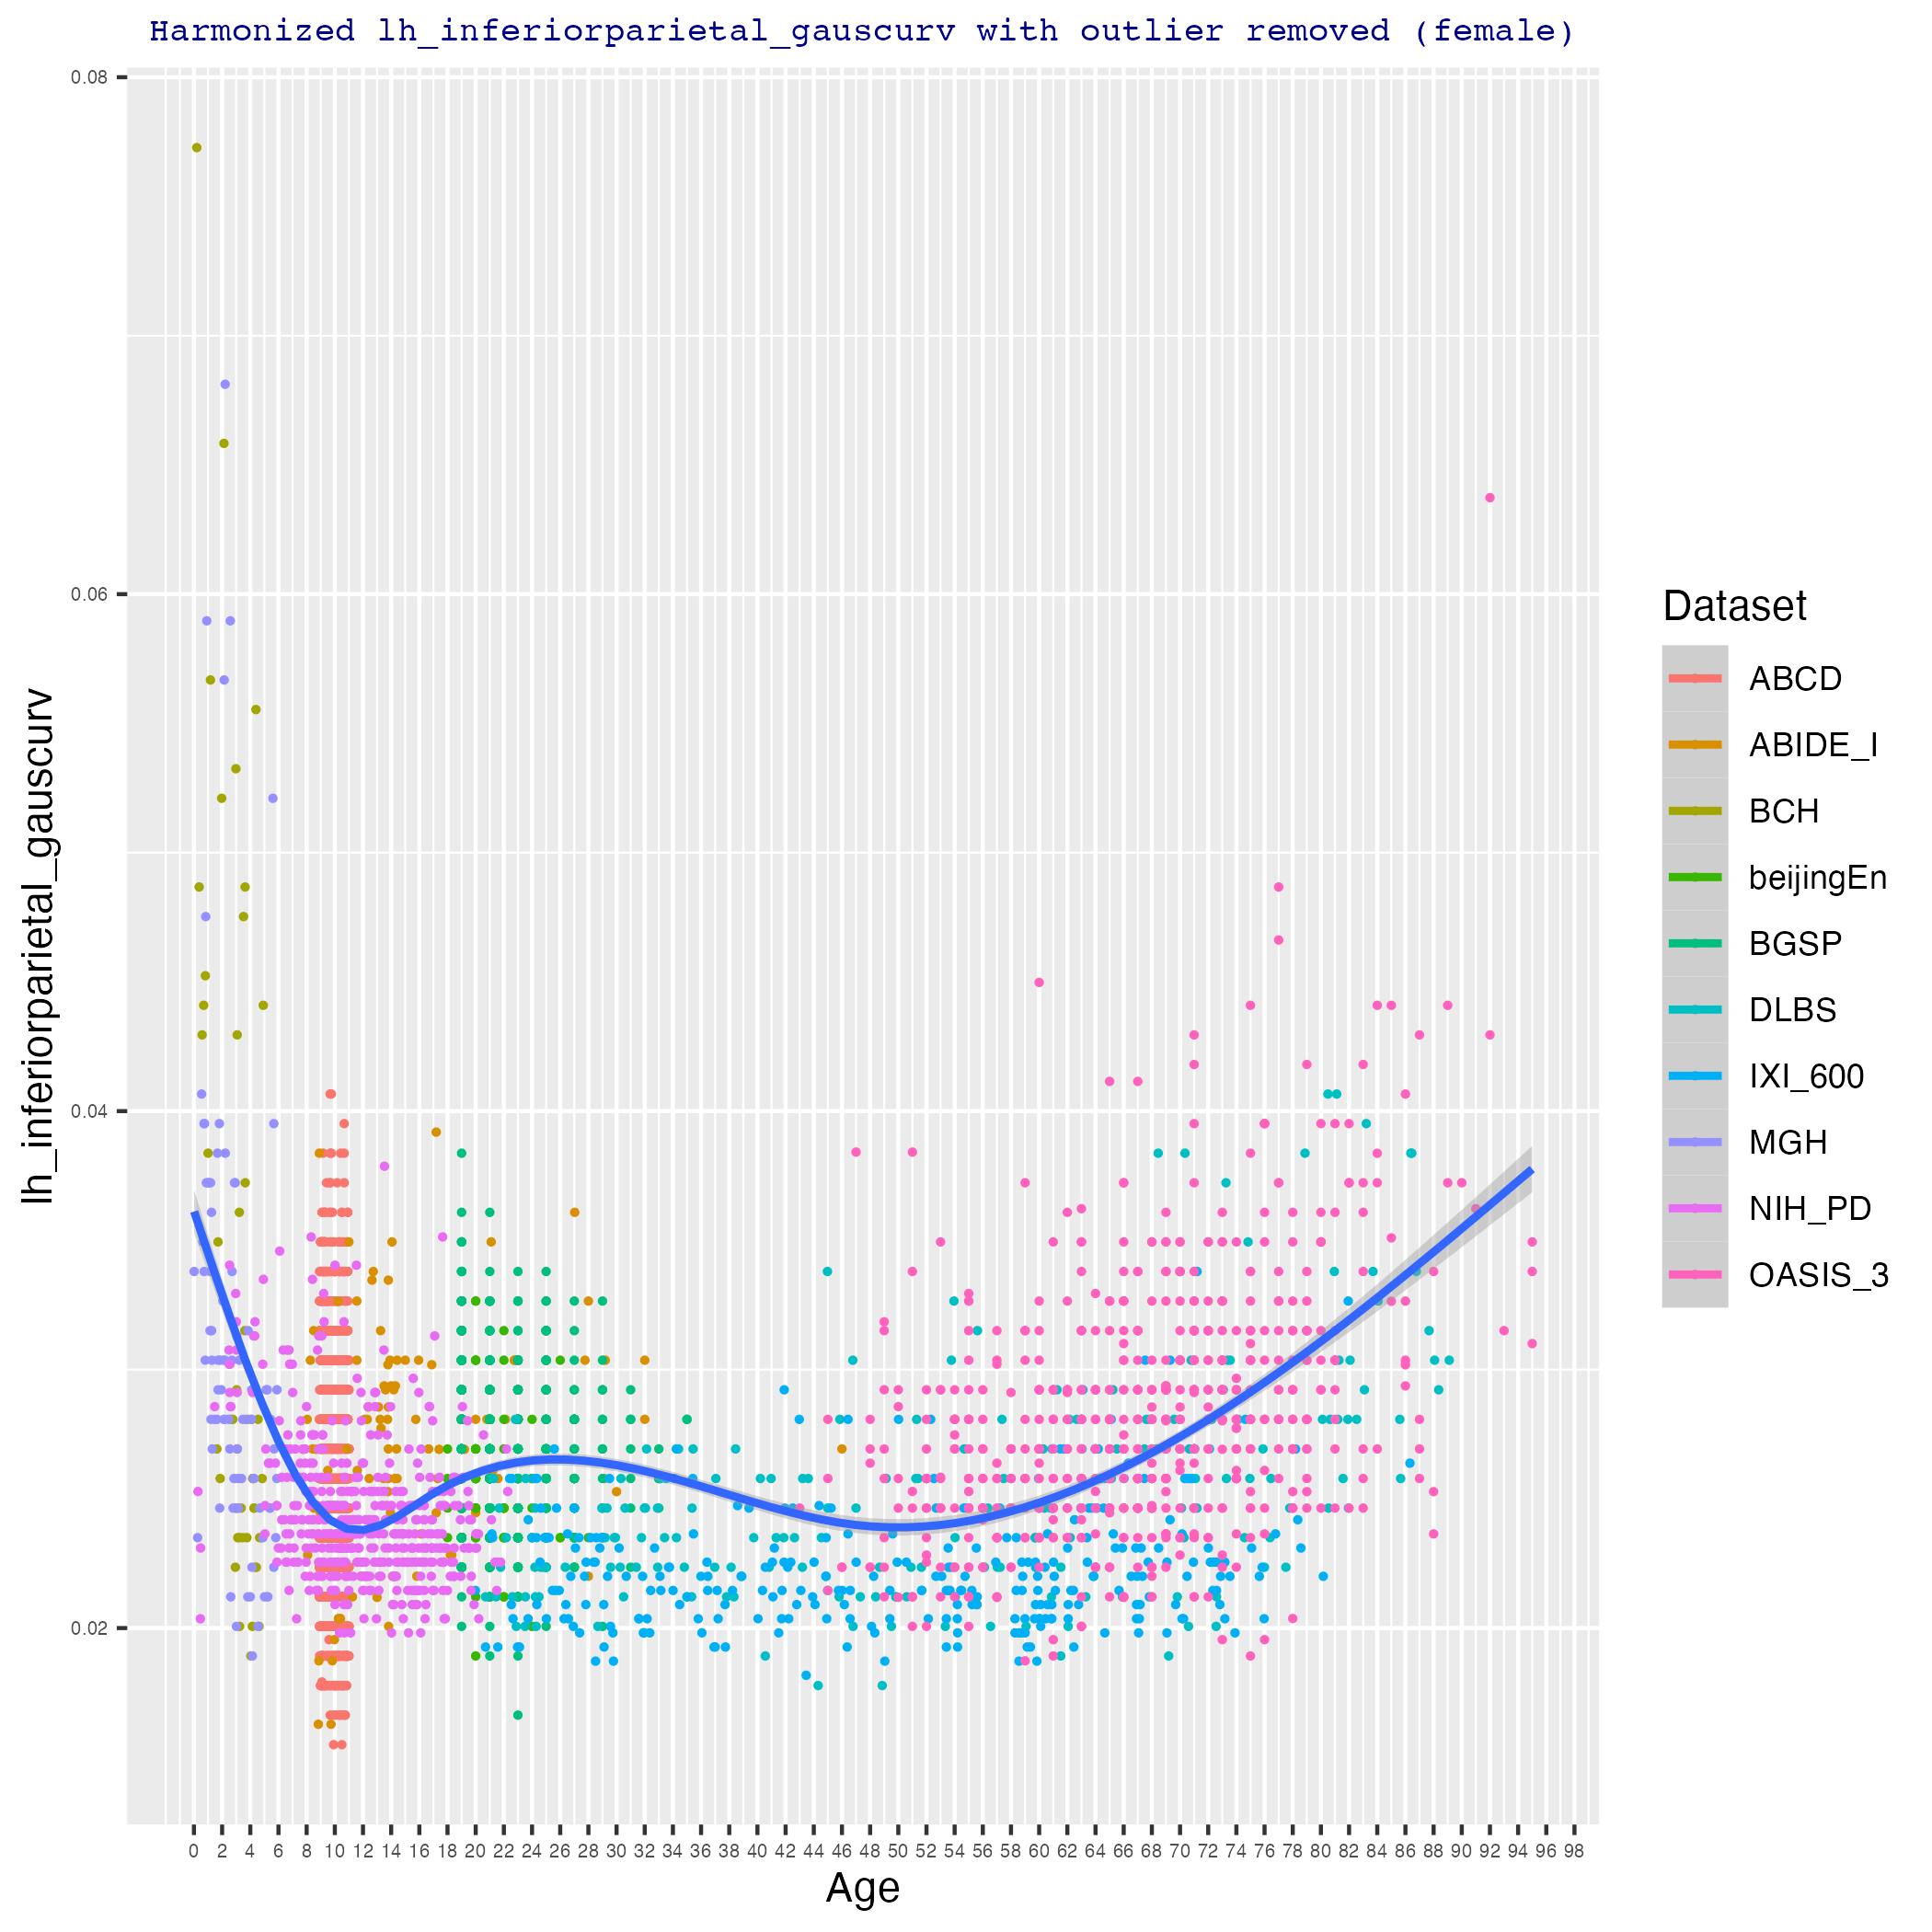 Harmonized lh_inferiorparietal_gauscurv with outlier removed (female)
0.08
0.06
0.04
0.02
lh_inferiorparietal_gauscurv
0 2 4 6 8 10 12 14 16 18 20 22 24 26 28 30 32 34 36 38 40 42 44 46 48 50 52 54 56 58 60 62 64 66 68 70 72 74 76 78 80 82 84 86 88 90 92 94 96 98
Age
Dataset
ABCD
ABIDE_I
BCH
beijingEn
BGSP
DLBS
IXI_600
MGH
NIH_PD
OASIS_3